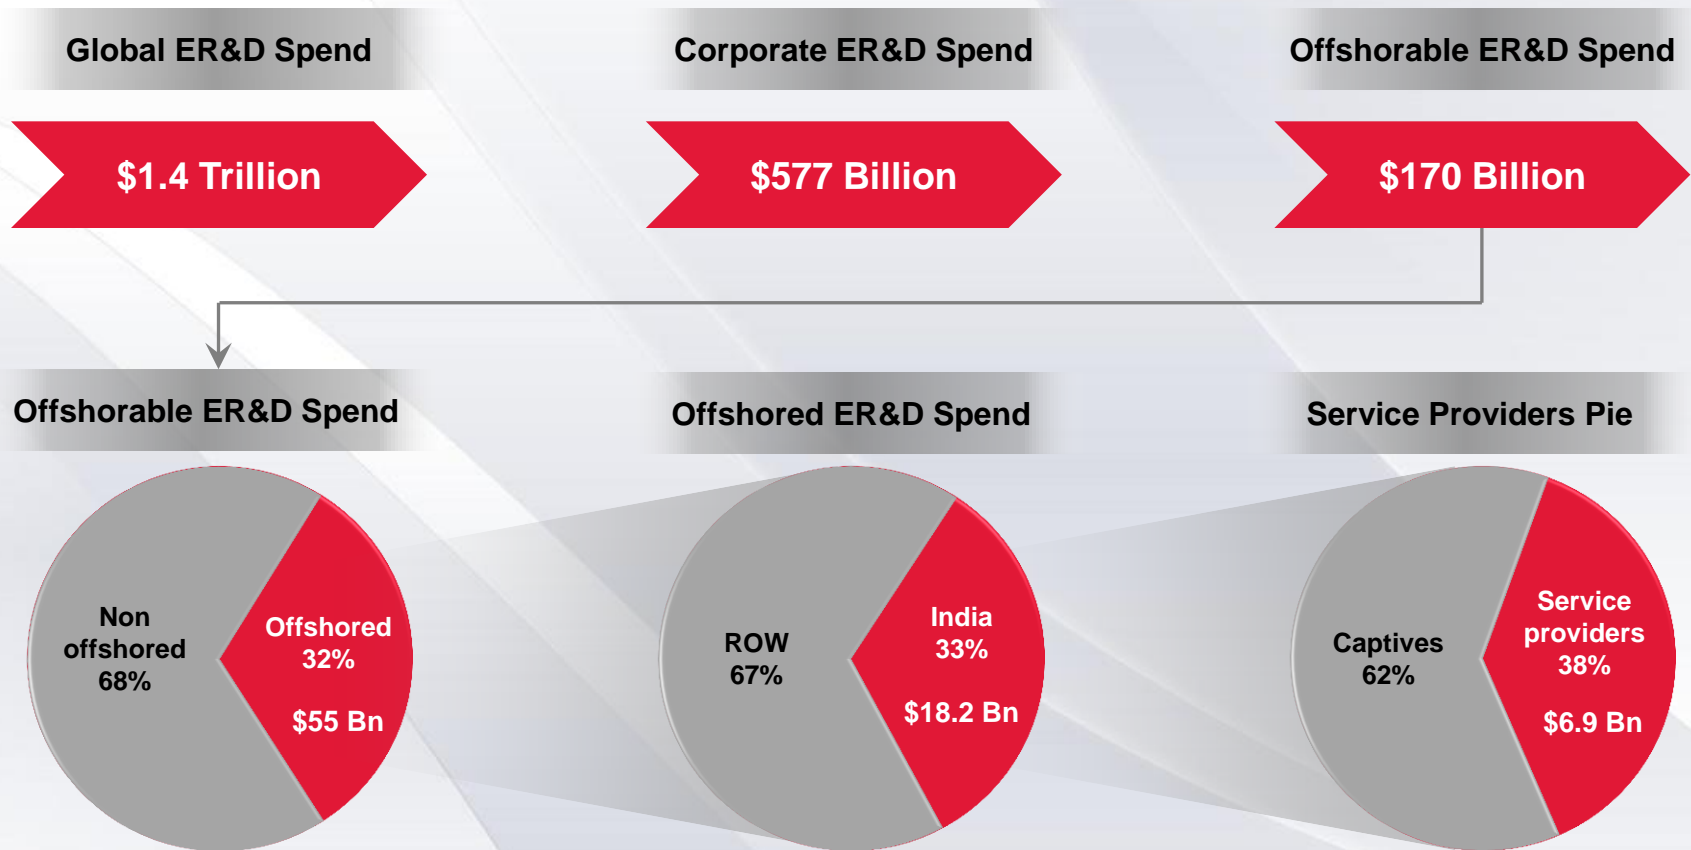 Global ER&D Spend
Corporate ER&D Spend
Offshorable ER&D Spend
$1.4 Trillion
$577 Billion
$170 Billion
Offshorable ER&D Spend
Offshored ER&D Spend
Service Providers Pie
Non
offshored
68%
Offshored
32%
$55 Bn
ROW
67%
India
33%
$18.2 Bn
Captives
62%
Service
providers
38%
$6.9 Bn